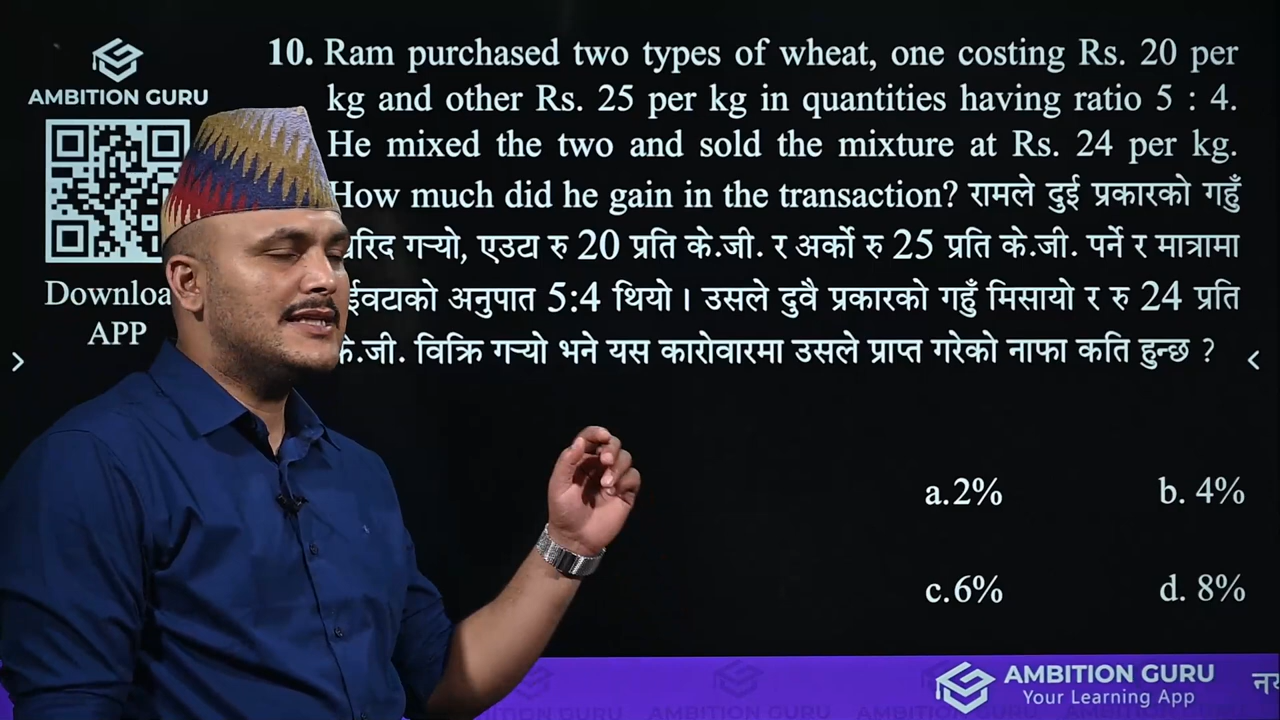 AMBITION GURU
10. Ram purchased two types of wheat, one costing Rs. 20 per
kg and other Rs. 25 per kg in quantities having ratio 5 : 4.
He mixed the two and sold the mixture at Rs. 24 per kg.
How much did he gain in the transaction? रामले दुई प्रकारको गहुँ
खरिद गऱ्यो, एउटा रु 20 प्रति के.जी. र अर्को रु 25 प्रति के.जी. पर्ने र मात्रामा
अनुपात 5:4 थियो । उसले दुवै प्रकारको गहुँ मिसायो र रु 24 प्रति
के.जी. विक्रि गऱ्यो भने यस कारोवारमा उसले प्राप्त गरेको नाफा कति हुन्छ ?
APP
a.2%
b. 4%
c.6%
d. 8%
AMBITION GURU
Your Learning App